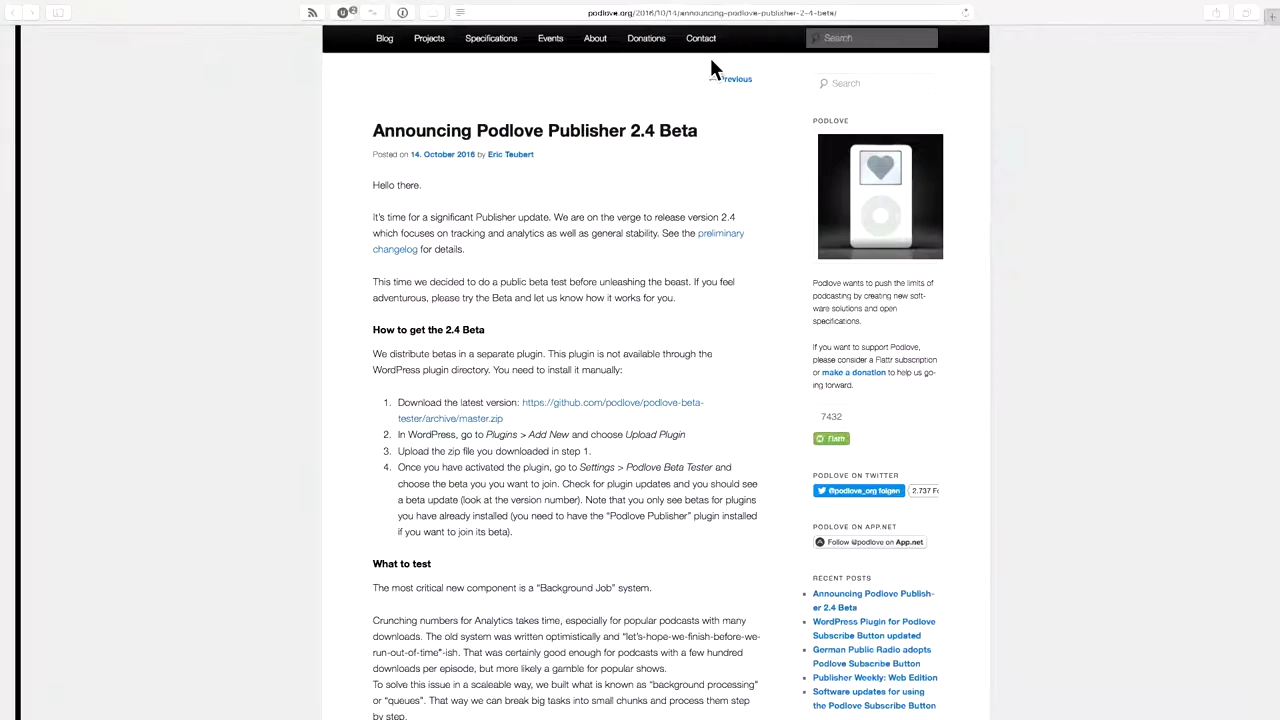 podlove.org/2016/10/14/announcing-podlove-publisher-2-4-beta/
Blog Projects Specifications Events About Donations Contact Search
Previous
Search
Announcing Podlove Publisher 2.4 Beta
Posted on 14. October 2016 by Eric Teubert
Hello there.
It's time for a significant Publisher update. We are on the verge to release version 2.4
which focuses on tracking and analytics as well as general stability. See the preliminary
changelog for details.
This time we decided to do a public beta test before unleashing the beast. If you feel
adventurous, please try the Beta and let us know how it works for you.
How to get the 2.4 Beta
We distribute betas in a separate plugin. This plugin is not available through the
WordPress plugin directory. You need to install it manually:
1. Download the latest version: https://github.com/podlove/podlove-beta-
tester/archive/master.zip
2. In WordPress, go to Plugins > Add New and choose Upload Plugin
3. Upload the zip file you downloaded in step 1.
4. Once you have activated the plugin, go to Settings > Podlove Beta Tester and
choose the beta you you want to join. Check for plugin updates and you should see
a beta update (look at the version number). Note that you only see betas for plugins
you have already installed (you need to have the "Podlove Publisher" plugin installed
if you want to join its beta).
What to test
The most critical new component is a "Background Job" system.
Crunching numbers for Analytics takes time, especially for popular podcasts with many
downloads. The old system was written optimistically and "let's-hope-we-finish-before-we-
run-out-of-time"-ish. That was certainly good enough for podcasts with a few hundred
downloads per episode, but more likely a gamble for popular shows.
To solve this issue in a scaleable way, we built what is known as "background processing"
or "queues". That way we can break big tasks into small chunks and process them step
by step.
PODLOVE
Podlove wants to push the limits of
podcasting by creating new soft-
ware solutions and open
specifications.
If you want to support Podlove,
please consider a Flattr subscription
or make a donation to help us go-
ing forward.
7432
flattr
PODLOVE ON TWITTER
@podlove_org folgen 2.737 Fo
PODLOVE ON APP.NET
Follow @podlove on App.net
RECENT POSTS
Announcing Podlove Publish-
er 2.4 Beta
WordPress Plugin for Podlove
Subscribe Button updated
German Public Radio adopts
Podlove Subscribe Button
Publisher Weekly: Web Edition
Software updates for using
the Podlove Subscribe Button